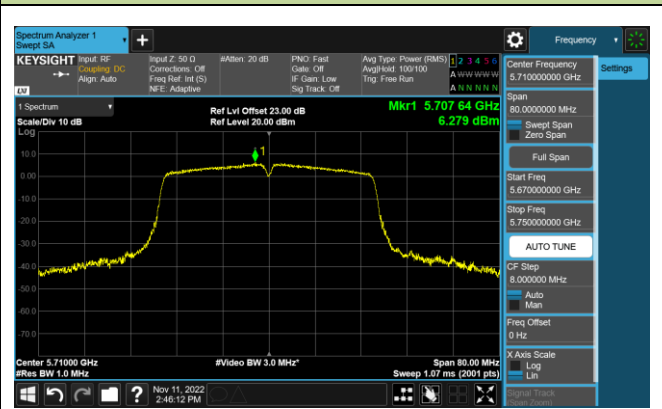 Spectrum Analyzer 1
Swept SA
+
Frequency
KEYSIGHT
Input: RF
Coupling: DC
Align: Auto
Input Z: 50 Ω
Corrections: Off
Freq Ref: Int (S)
NFE: Adaptive
#Atten: 20 dB
PNO: Fast
Gate: Off
IF Gain: Low
Sig Track: Off
Avg Type: Power (RMS)
Avg|Hold: 100/100
Trig: Free Run
1 2 3 4 5 6
A W W W W W
A N N N N N
LXI
1 Spectrum
Scale/Div 10 dB
Log
Ref Lvl Offset 23.00 dB
Ref Level 20.00 dBm
Mkr1 5.707 64 GHz
6.279 dBm
1
10.0
0.00
-10.0
-20.0
-30.0
-40.0
-50.0
-60.0
-70.0
Center 5.71000 GHz
#Res BW 1.0 MHz
#Video BW 3.0 MHz*
Span 80.00 MHz
Sweep 1.07 ms (2001 pts)
Center Frequency
5.710000000 GHz
Settings
Span
80.0000000 MHz
Swept Span
Zero Span
Full Span
Start Freq
5.670000000 GHz
Stop Freq
5.750000000 GHz
AUTO TUNE
CF Step
8.000000 MHz
Auto
Man
Freq Offset
0 Hz
X Axis Scale
Log
Lin
Signal Track
(Span Zoom)
?
Nov 11, 2022
2:46:12 PM